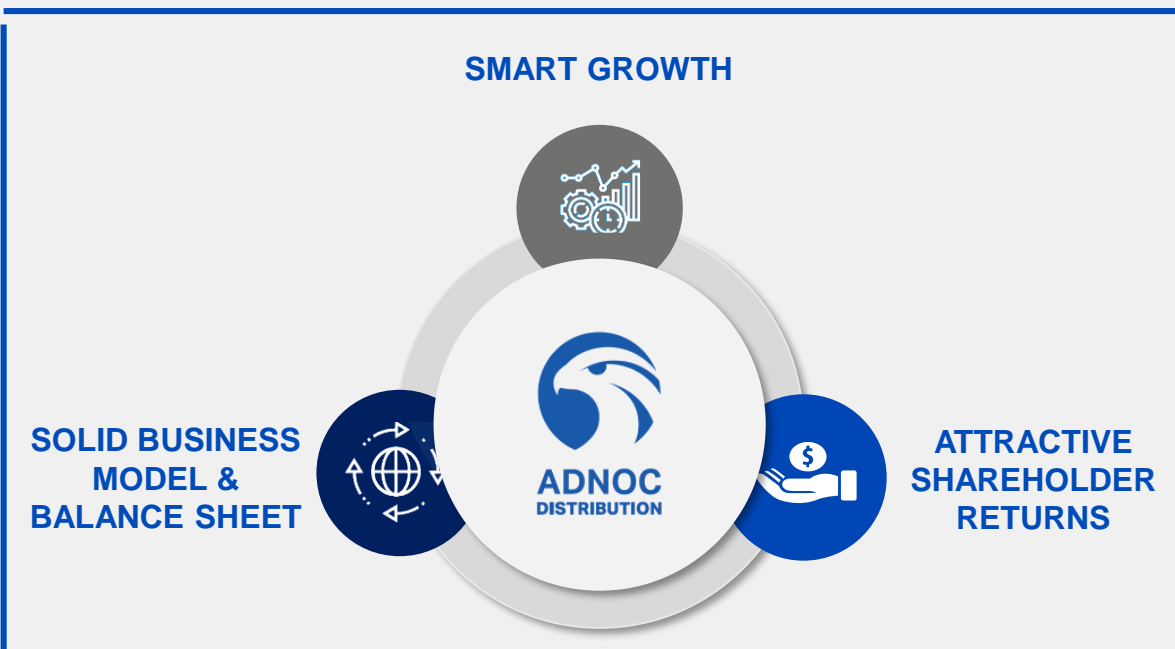 SMART GROWTH
SOLID BUSINESS
MODEL &
BALANCE SHEET
$
ADNOC
DISTRIBUTION
ATTRACTIVE
SHAREHOLDER
RETURNS